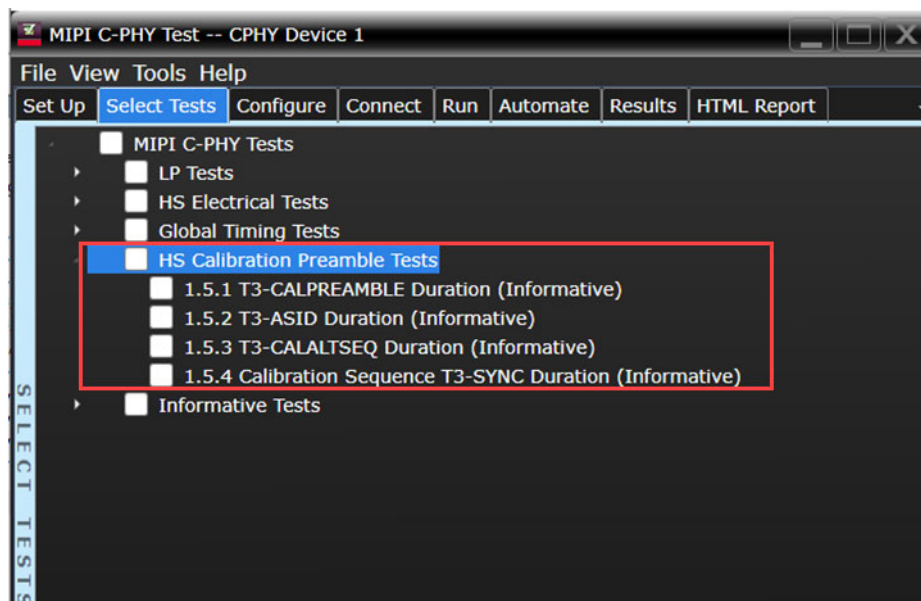 MIPI C-PHY Test -- CPHY Device 1
File View Tools Help
Set Up Select Tests Configure Connect Run Automate Results HTML Report
MIPI C-PHY Tests
LP Tests
HS Electrical Tests
Global Timing Tests
HS Calibration Preamble Tests
1.5.1 T3-CALPREAMBLE Duration (Informative)
1.5.2 T3-ASID Duration (Informative)
1.5.3 T3-CALALTSEQ Duration (Informative)
1.5.4 Calibration Sequence T3-SYNC Duration (Informative)
Informative Tests
SELECT TESTS